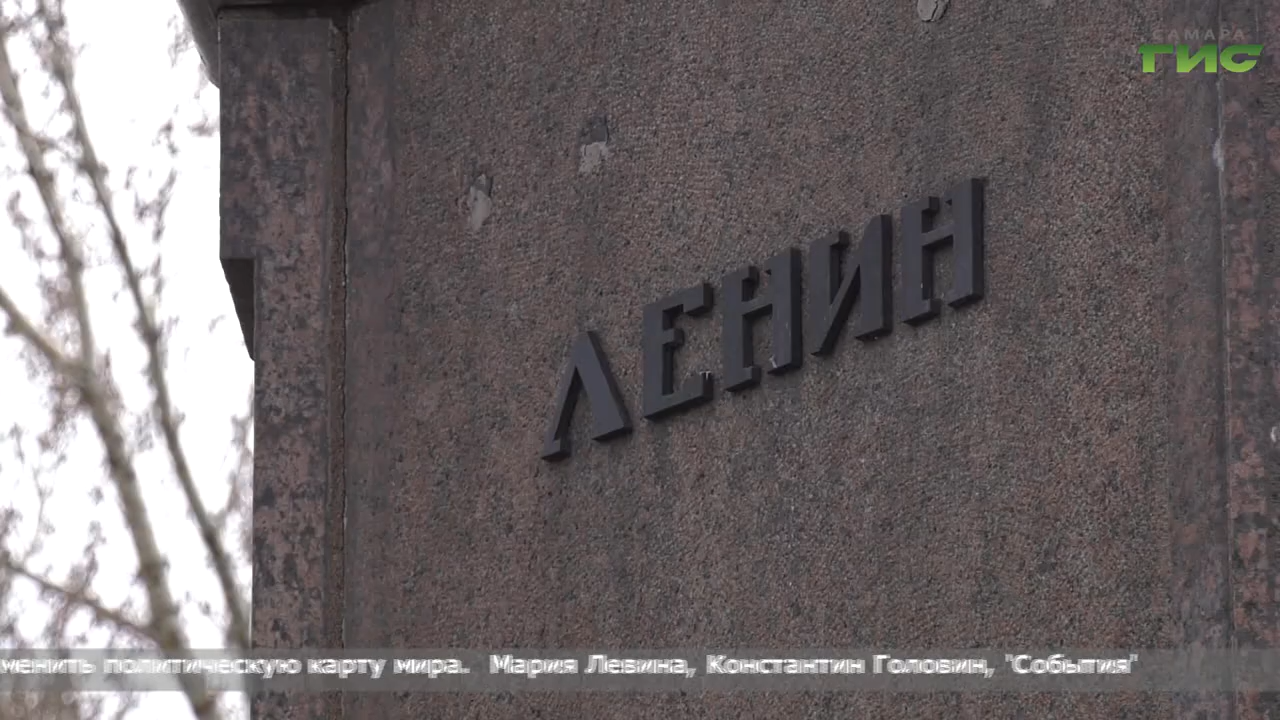 САМАРА
ГИС
ЛЕНИН
менить политическую карту мира. Мария Левина, Константин Головин, "События"